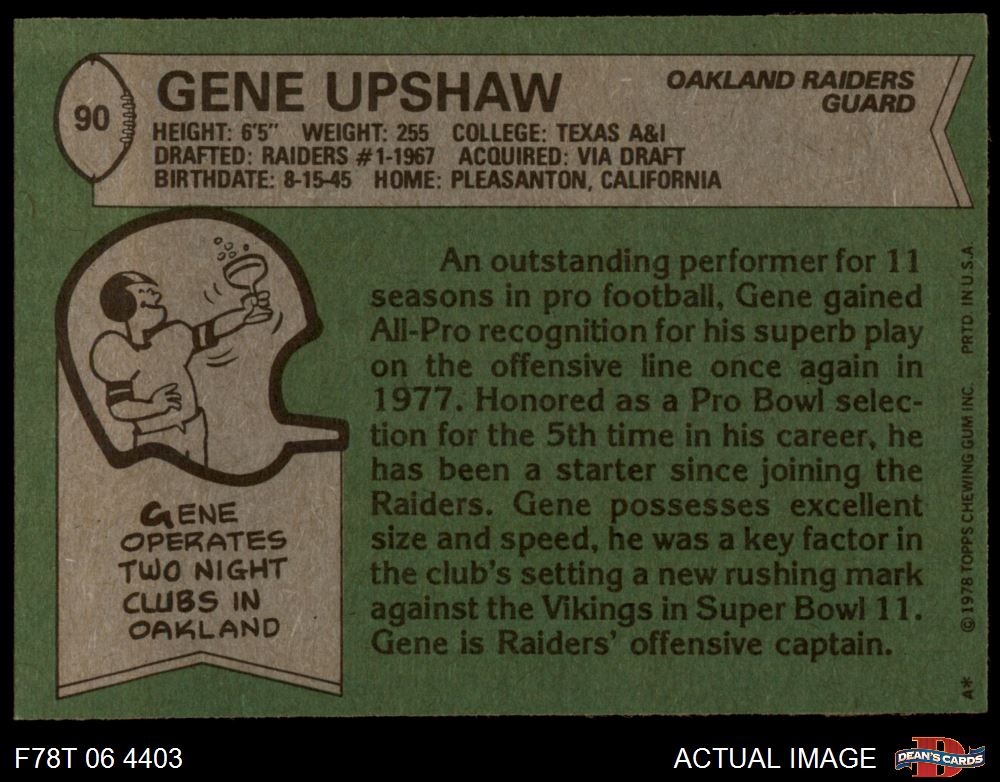 90
GENE UPSHAW
OAKLAND RAIDERS
GUARD
HEIGHT: 6'5" WEIGHT: 255 COLLEGE: TEXAS A&I
DRAFTED: RAIDERS #1-1967 ACQUIRED: VIA DRAFT
BIRTHDATE: 8-15-45 HOME: PLEASANTON, CALIFORNIA
An outstanding performer for 11
seasons in pro football, Gene gained
All-Pro recognition for his superb play
on the offensive line once again in
1977. Honored as a Pro Bowl selec-
tion for the 5th time in his career, he
has been a starter since joining the
Raiders. Gene possesses excellent
size and speed, he was a key factor in
the club's setting a new rushing mark
against the Vikings in Super Bowl 11.
Gene is Raiders' offensive captain.
GENE
OPERATES
TWO NIGHT
CLUBS IN
OAKLAND
A* ©1978 TOPPS CHEWING GUM INC. PRTD. IN U.S.A
F78T 06 4403
ACTUAL IMAGE
D
DEAN'S CARDS